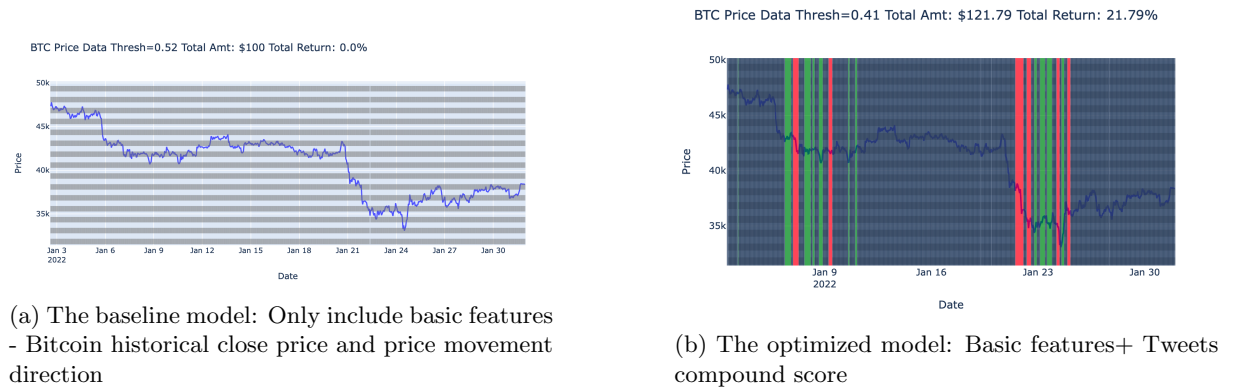 BTC Price Data Thresh=0.52 Total Amt: $100 Total Return: 0.0%
50k
45k
40k
35k
Price
Jan 3 Jan 6 Jan 9 Jan 12 Jan 15 Jan 18 Jan 21 Jan 24 Jan 27 Jan 30
2022
Date
(a) The baseline model: Only include basic features
- Bitcoin historical close price and price movement
direction
BTC Price Data Thresh=0.41 Total Amt: $121.79 Total Return: 21.79%
50k
45k
40k
35k
Price
Jan 9 Jan 16 Jan 23 Jan 30
2022
Date
(b) The optimized model: Basic features+ Tweets
compound score